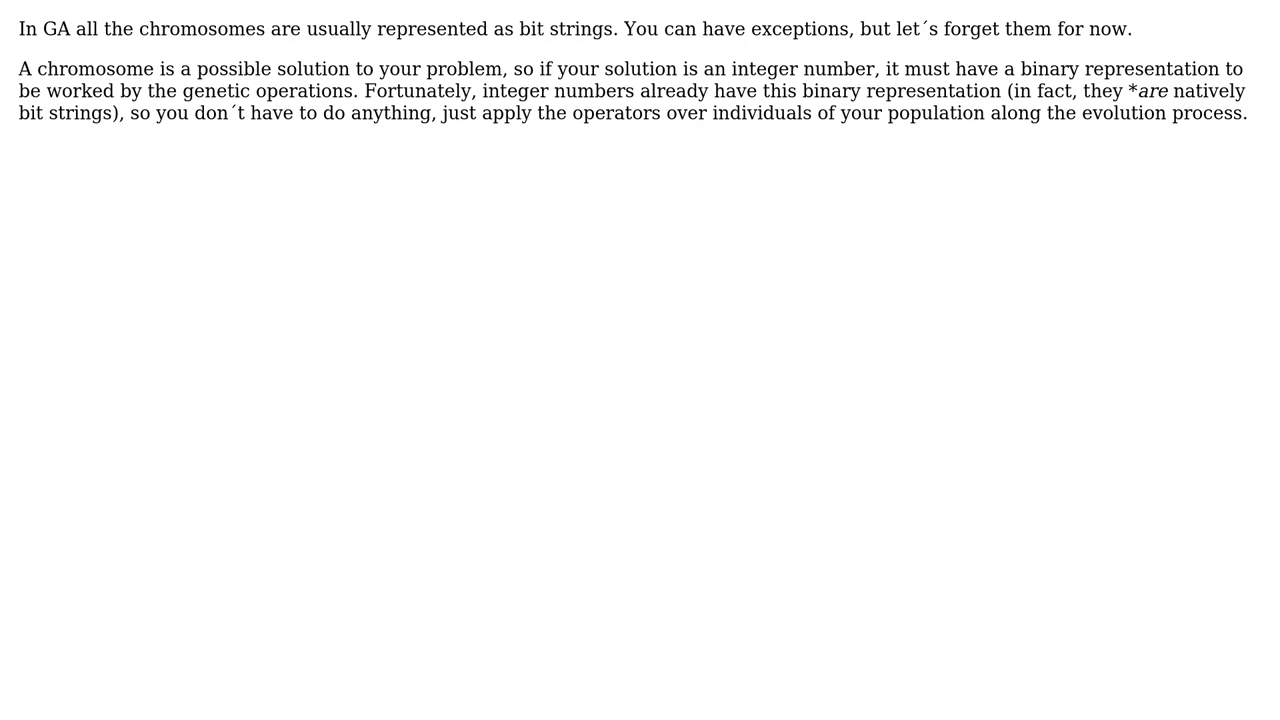 In GA all the chromosomes are usually represented as bit strings. You can have exceptions, but let´s forget them for now.
A chromosome is a possible solution to your problem, so if your solution is an integer number, it must have a binary representation to
be worked by the genetic operations. Fortunately, integer numbers already have this binary representation (in fact, they *are natively
bit strings), so you don´t have to do anything, just apply the operators over individuals of your population along the evolution process.